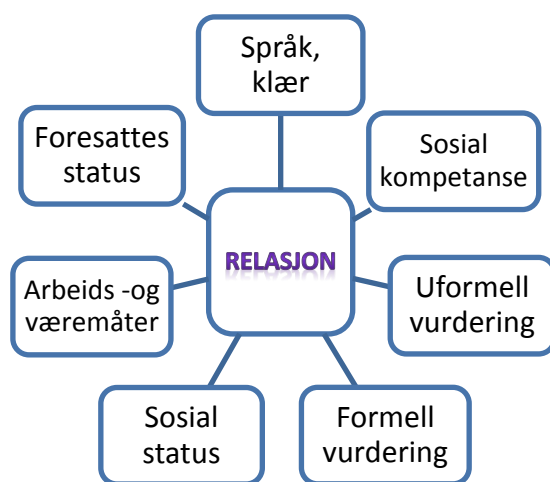 Språk,
klær
Foresattes
status
Sosial
kompetanse
RELASJON
Arbeids -og
væremåter
Uformell
vurdering
Sosial
status
Formell
vurdering